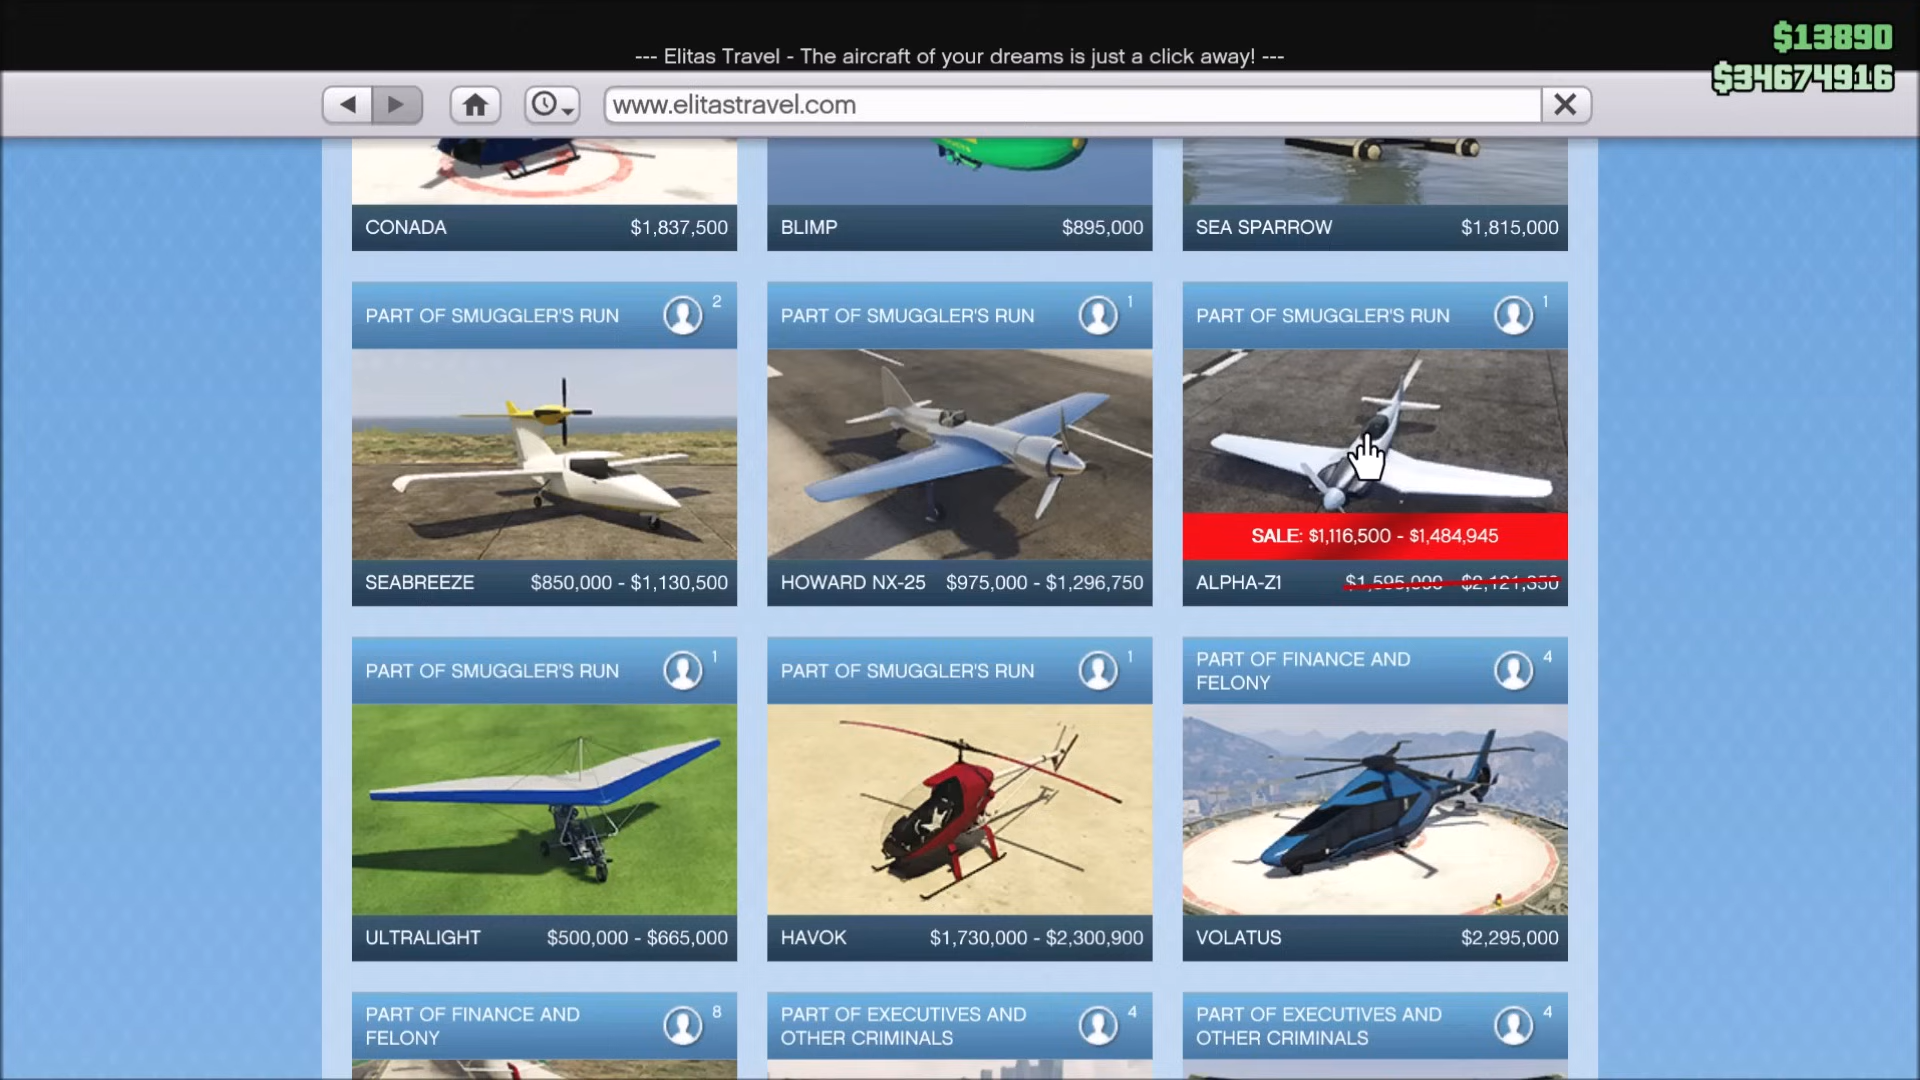 $13890
--- Elitas Travel - The aircraft of your dreams is just a click away! ---
$34674916
www.elitastravel.com
CONADA $1,837,500
BLIMP $895,000
SEA SPARROW $1,815,000
PART OF SMUGGLER'S RUN 2
PART OF SMUGGLER'S RUN 1
PART OF SMUGGLER'S RUN 1
SALE: $1,116,500 - $1,484,945
SEABREEZE $850,000 - $1,130,500
HOWARD NX-25 $975,000 - $1,296,750
ALPHA-Z1 $1,595,000 - $2,121,350
PART OF SMUGGLER'S RUN 1
PART OF SMUGGLER'S RUN 1
PART OF FINANCE AND
FELONY 4
ULTRALIGHT $500,000 - $665,000
HAVOK $1,730,000 - $2,300,900
VOLATUS $2,295,000
PART OF FINANCE AND
FELONY 8
PART OF EXECUTIVES AND
OTHER CRIMINALS 4
PART OF EXECUTIVES AND
OTHER CRIMINALS 4